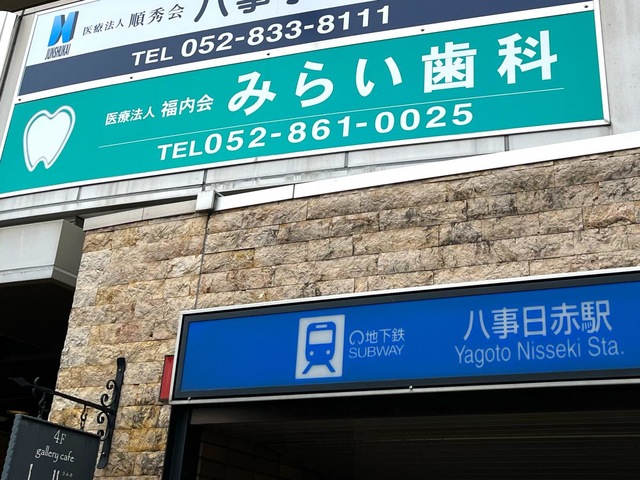 JUNSHUKAI
医療法人 順秀会 八事
TEL 052-833-8111
医療法人 福内会 みらい歯科
TEL052-861-0025
地下鉄
SUBWAY
八事日赤駅
Yagoto Nisseki Sta.
4F
gallery cafe